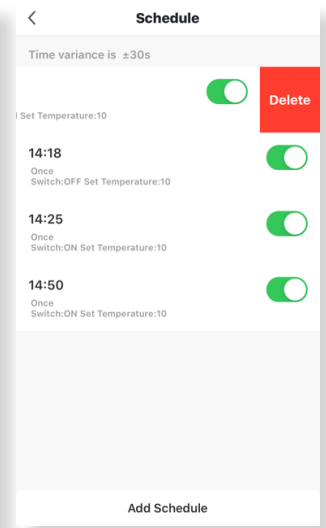 Schedule
Time variance is ±30s
Delete
Set Temperature:10
14:18
Once
Switch:OFF Set Temperature:10
14:25
Once
Switch:ON Set Temperature:10
14:50
Once
Switch:ON Set Temperature:10
Add Schedule